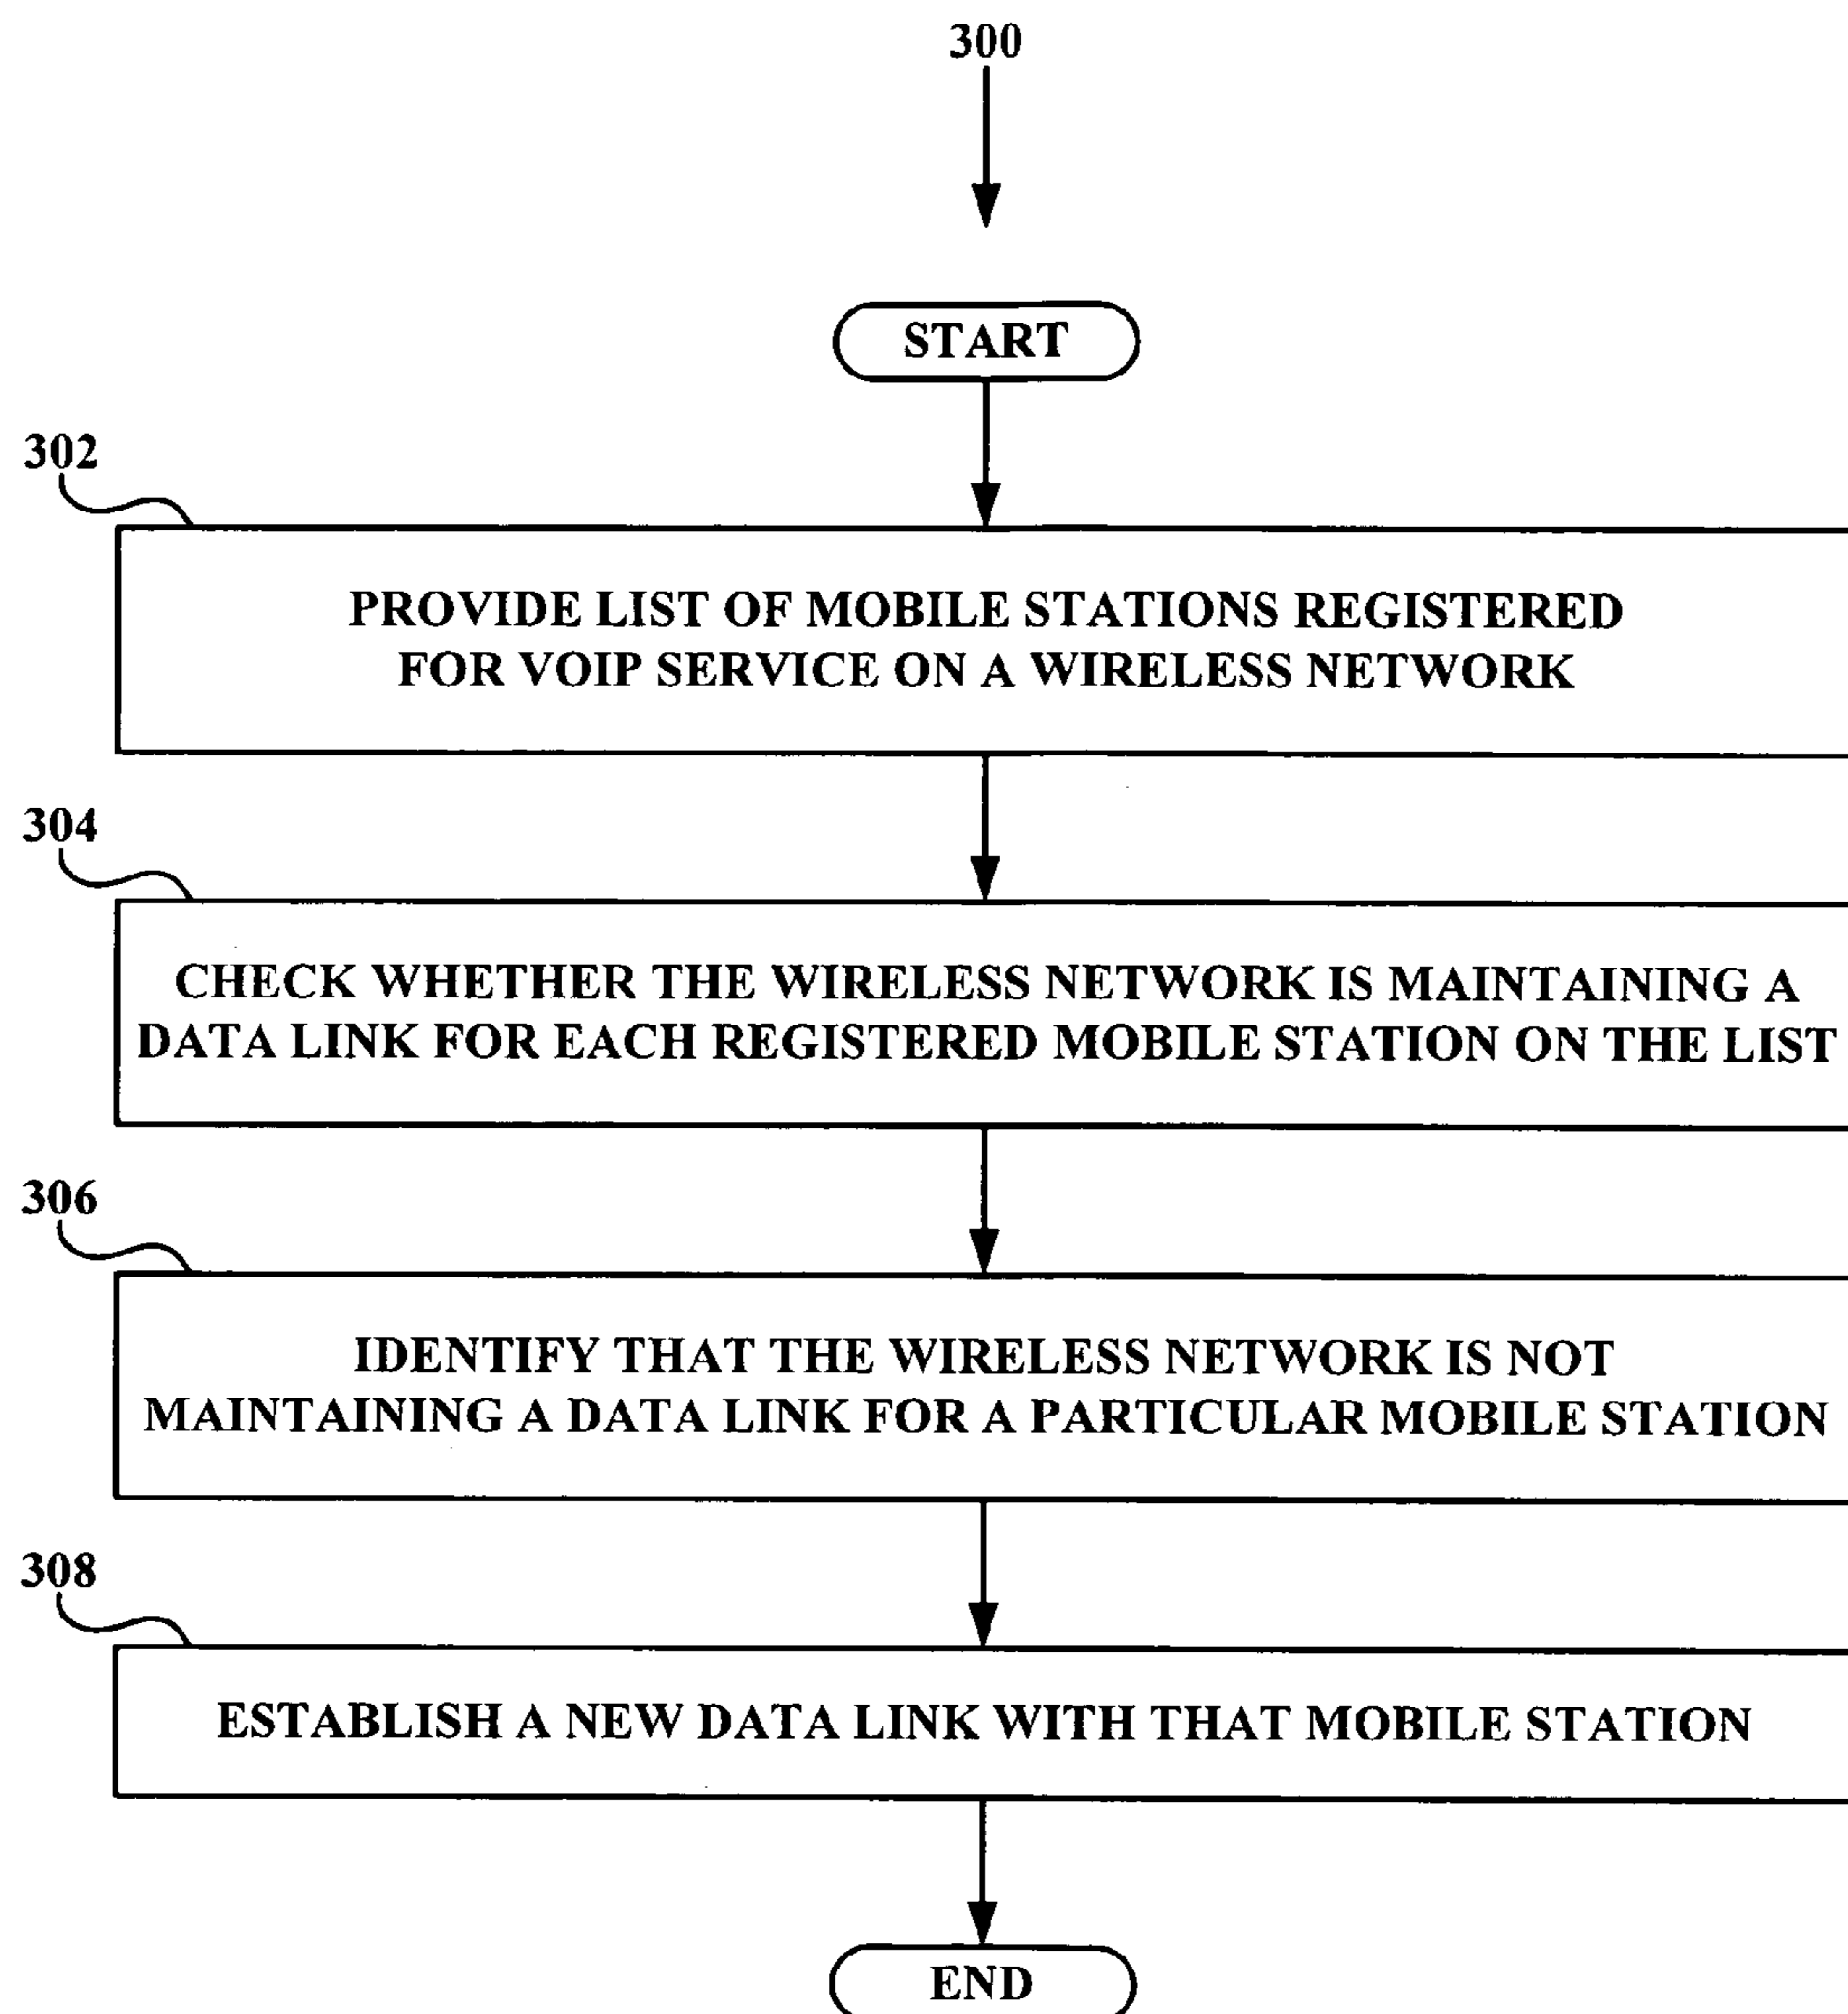 300
START
302
PROVIDE LIST OF MOBILE STATIONS REGISTERED
FOR VOIP SERVICE ON A WIRELESS NETWORK
304
CHECK WHETHER THE WIRELESS NETWORK IS MAINTAINING A
DATA LINK FOR EACH REGISTERED MOBILE STATION ON THE LIST
306
IDENTIFY THAT THE WIRELESS NETWORK IS NOT
MAINTAINING A DATA LINK FOR A PARTICULAR MOBILE STATION
308
ESTABLISH A NEW DATA LINK WITH THAT MOBILE STATION
END